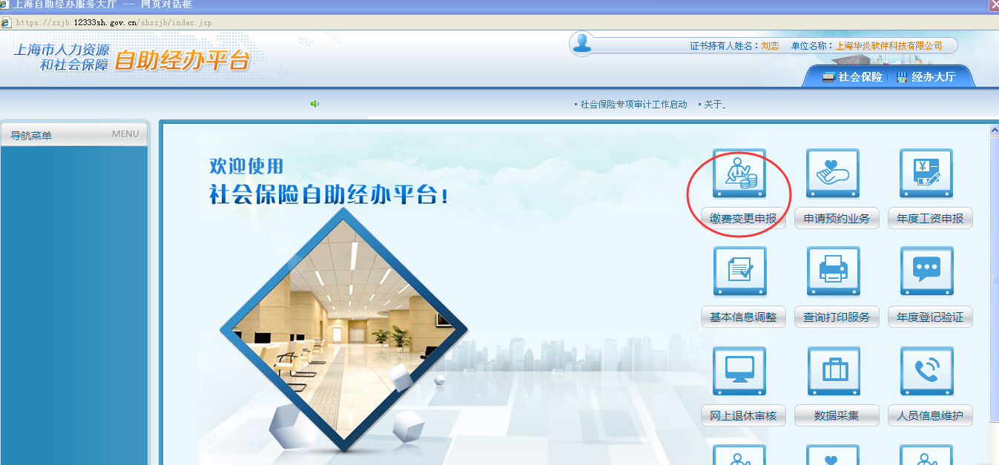 上海自助经办服务大厅 -- 网页对话框
https://zzjb.12333sh.gov.cn/shzzjb/index.jsp
上海市人力资源
和社会保障
自助经办平台
证书持有人姓名：刘恋 单位名称：上海华炎软件科技有限公司
社会保险 经办大厅
• 社会保险专项审计工作启动 • 关于_
导航菜单 MENU
欢迎使用
社会保险自助经办平台！
缴费变更申报 申请预约业务 年度工资申报
基本信息调整 查询打印服务 年度登记验证
网上退休审核 数据采集 人员信息维护